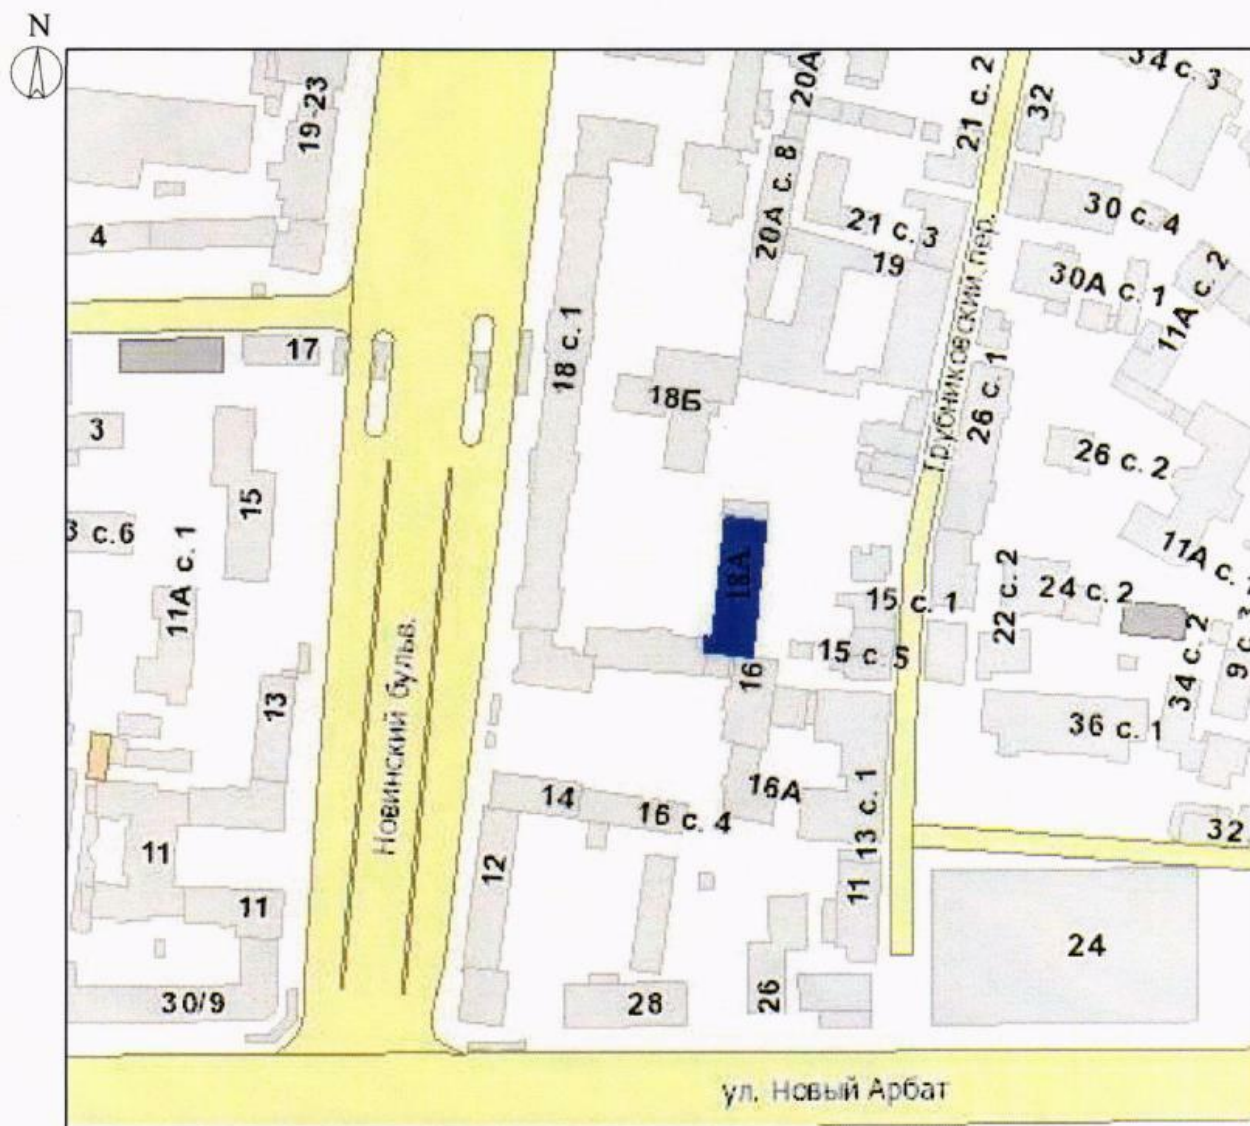 N
34 с. 3
20А
21 с. 2
32
19-23
20А с. 8
30 с. 4
21 с. 3
4
19
30А с. 1
11А с. 2
Трубниковский пер.
18 с. 1
17
26 с. 1
18Б
3
26 с. 2
15
3 с.6
11А с. 1
18А
22 с. 2
24 с. 2
15 с. 1
15 с. 5
34 с. 2
16
13
36 с. 1
Новинский бульв.
14
16 с. 4
16А
13 с. 1
32
11
12
11
11
24
30/9
28
26
ул. Новый Арбат